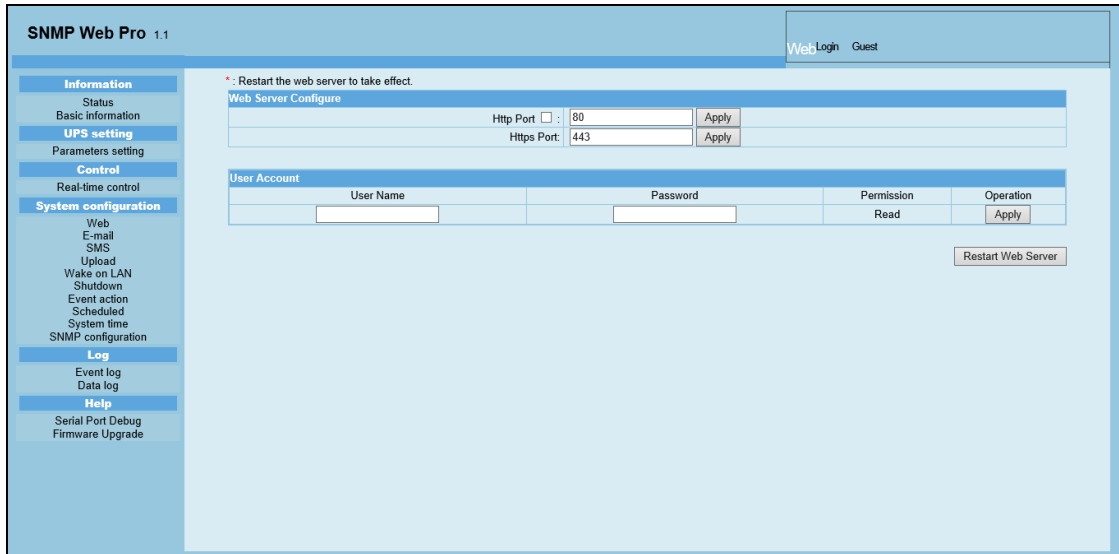 SNMP Web Pro 1.1
Web Login Guest
Information
Status
Basic information
UPS setting
Parameters setting
Control
Real-time control
System configuration
Web
E-mail
SMS
Upload
Wake on LAN
Shutdown
Event action
Scheduled
System time
SNMP configuration
Log
Event log
Data log
Help
Serial Port Debug
Firmware Upgrade
* : Restart the web server to take effect.
Web Server Configure
Http Port : 80 Apply
Https Port: 443 Apply
User Account
User Name Password Permission Operation
Read Apply
Restart Web Server